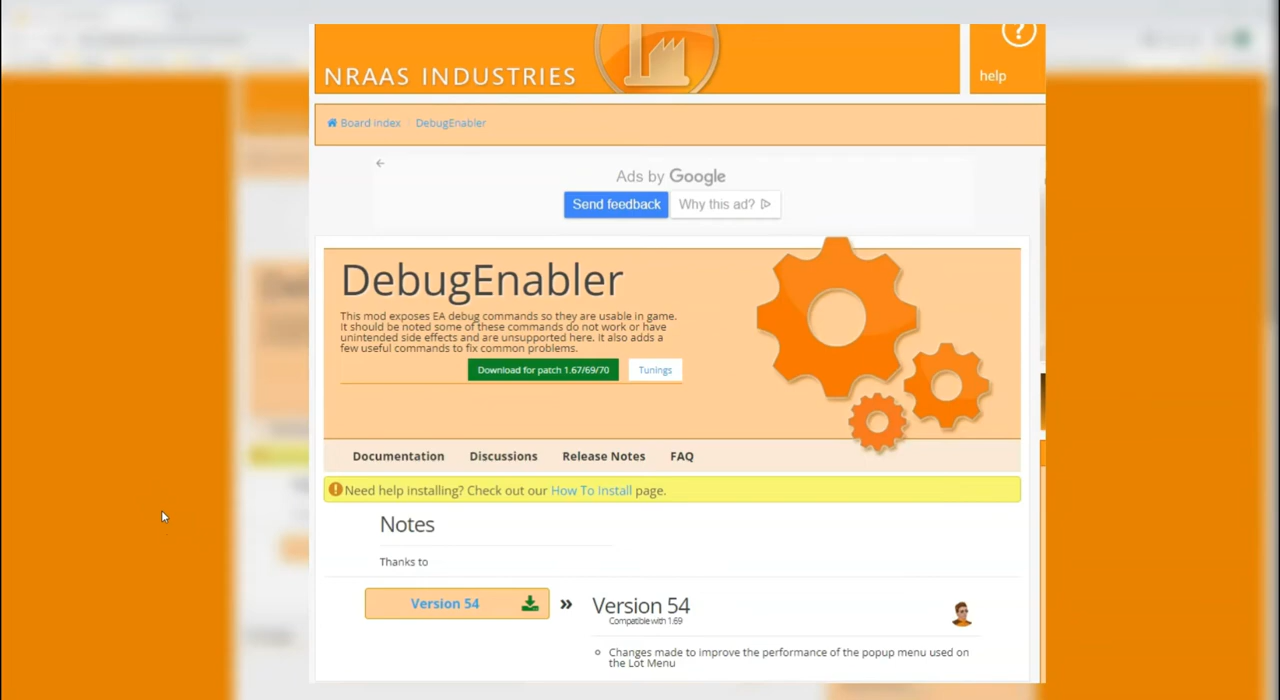 NRAAS INDUSTRIES
?
help
Board index
DebugEnabler
Ads by Google
Send feedback
Why this ad?
DebugEnabler
This mod exposes EA debug commands so they are usable in game.
It should be noted some of these commands do not work or have
unintended side effects and are unsupported here. It also adds a
few useful commands to fix common problems.
Download for patch 1.67/69/70
Tunings
Documentation
Discussions
Release Notes
FAQ
Need help installing? Check out our How To Install page.
Notes
Thanks to
Version 54
»
Version 54
Compatible with 1.69
Changes made to improve the performance of the popup menu used on
the Lot Menu